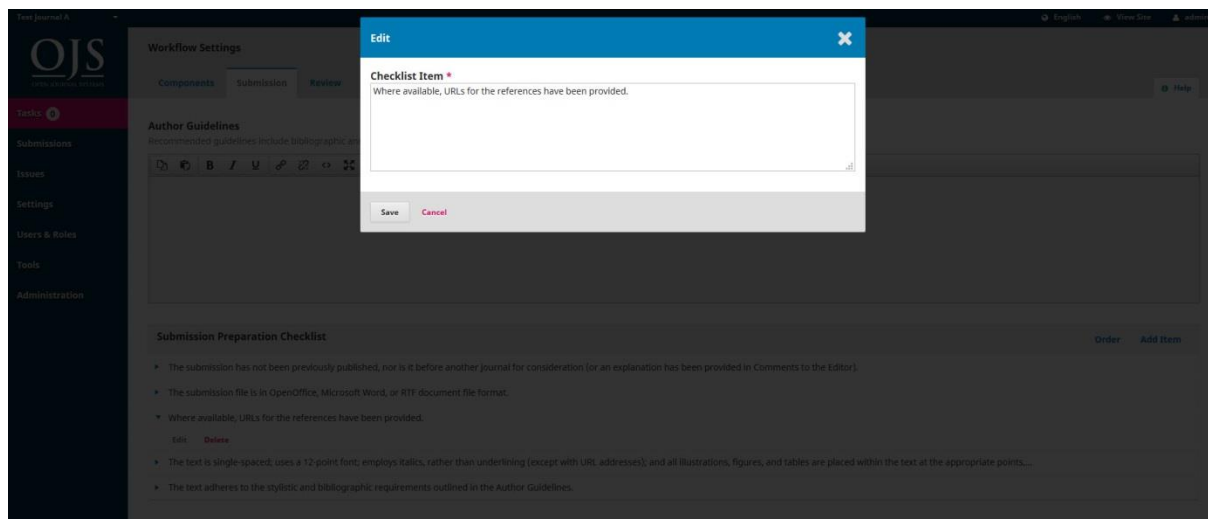 Test Journal A
English View Site admin
OJS
OPEN JOURNAL SYSTEMS
Tasks 0
Submissions
Issues
Settings
Users & Roles
Tools
Administration
Workflow Settings
Components Submission Review
Help
Author Guidelines
Recommended guidelines include bibliographic
B I U
Edit
Checklist Item *
Where available, URLs for the references have been provided.
Save Cancel
Submission Preparation Checklist
Order Add Item
The submission has not been previously published, nor is it before another journal for consideration (or an explanation has been provided in Comments to the Editor).
The submission file is in OpenOffice, Microsoft Word, or RTF document file format.
Where available, URLs for the references have been provided.
Edit Delete
The text is single-spaced; uses a 12-point font; employs italics, rather than underlining (except with URL addresses); and all illustrations, figures, and tables are placed within the text at the appropriate points,...
The text adheres to the stylistic and bibliographic requirements outlined in the Author Guidelines.